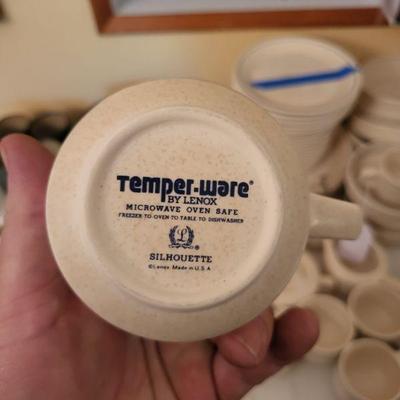 Temper-ware®
BY LENOX
MICROWAVE OVEN SAFE
FREEZER TO OVEN TO TABLE TO DISHWASHER
L ®
SILHOUETTE
© Lenox. Made in U.S.A